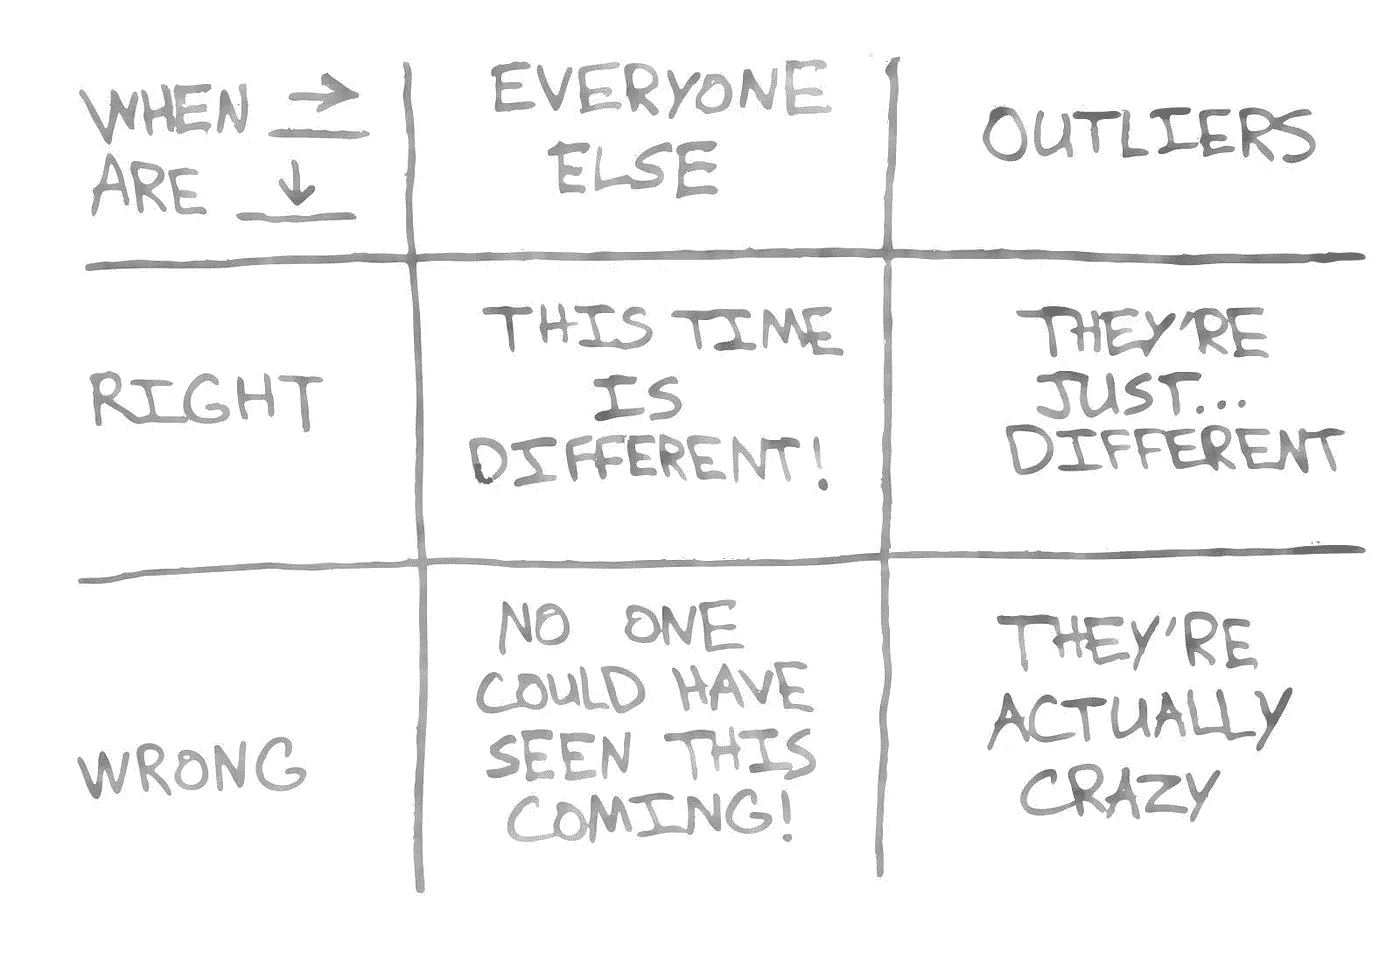 WHEN →
ARE ↓
EVERYONE
ELSE
OUTLIERS
RIGHT
THIS TIME
IS
DIFFERENT!
THEY'RE
JUST...
DIFFERENT
WRONG
NO ONE
COULD HAVE
SEEN THIS
COMING!
THEY'RE
ACTUALLY
CRAZY